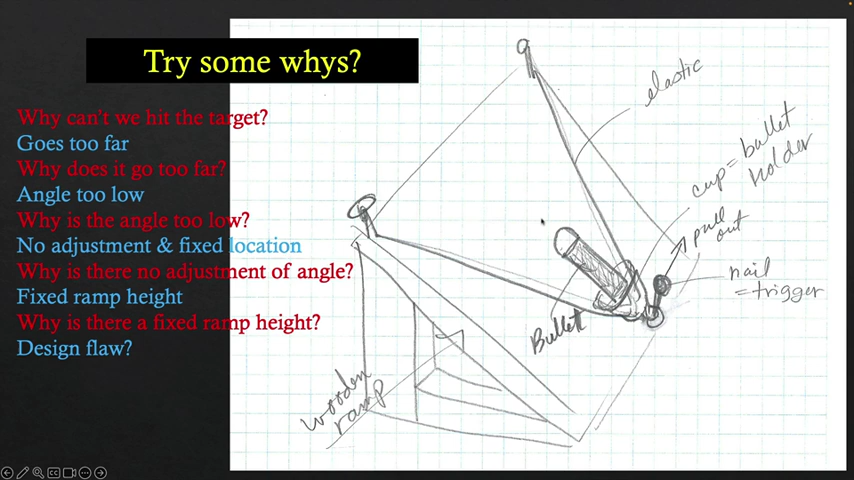 Try some whys?
Why can't we hit the target?
Goes too far
Why does it go too far?
Angle too low
Why is the angle too low?
No adjustment & fixed location
Why is there no adjustment of angle?
Fixed ramp height
Why is there a fixed ramp height?
Design flaw?
elastic
cup = bullet
holder
pull
out
nail
= trigger
Bullet
wooden
ramp